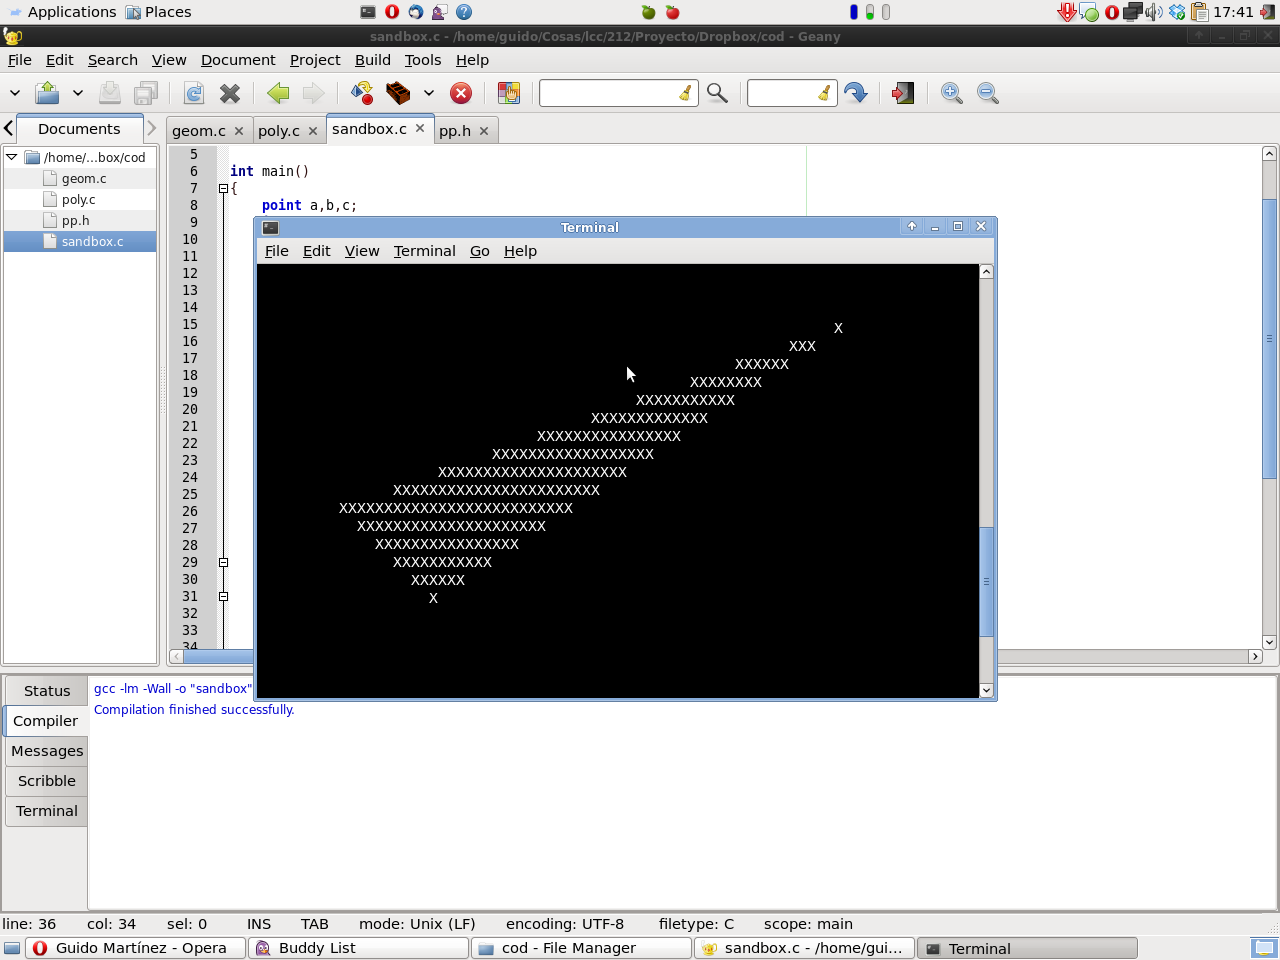 Applications Places 17:41
sandbox.c - /home/guido/Cosas/lcc/212/Proyecto/Dropbox/cod - Geany
File Edit Search View Document Project Build Tools Help
Documents
geom.c poly.c sandbox.c pp.h
/home/...box/cod
geom.c
poly.c
pp.h
sandbox.c
5
6 int main()
7 {
8 point a,b,c;
9
10
11
12
13
14
15
16
17
18
19
20
21
22
23
24
25
26
27
28
29
30
31
32
33
34
Terminal
File Edit View Terminal Go Help
X
XXX
XXXXXX
XXXXXXXX
XXXXXXXXXXX
XXXXXXXXXXXXX
XXXXXXXXXXXXXXXX
XXXXXXXXXXXXXXXXXX
XXXXXXXXXXXXXXXXXXXXX
XXXXXXXXXXXXXXXXXXXXXXX
XXXXXXXXXXXXXXXXXXXXXXXXXX
XXXXXXXXXXXXXXXXXXXXX
XXXXXXXXXXXXXXXX
XXXXXXXXXXX
XXXXXX
X
Status
Compiler
Messages
Scribble
Terminal
gcc -lm -Wall -o "sandbox"
Compilation finished successfully.
line: 36 col: 34 sel: 0 INS TAB mode: Unix (LF) encoding: UTF-8 filetype: C scope: main
Guido Martínez - Opera Buddy List cod - File Manager sandbox.c - /home/gui... Terminal